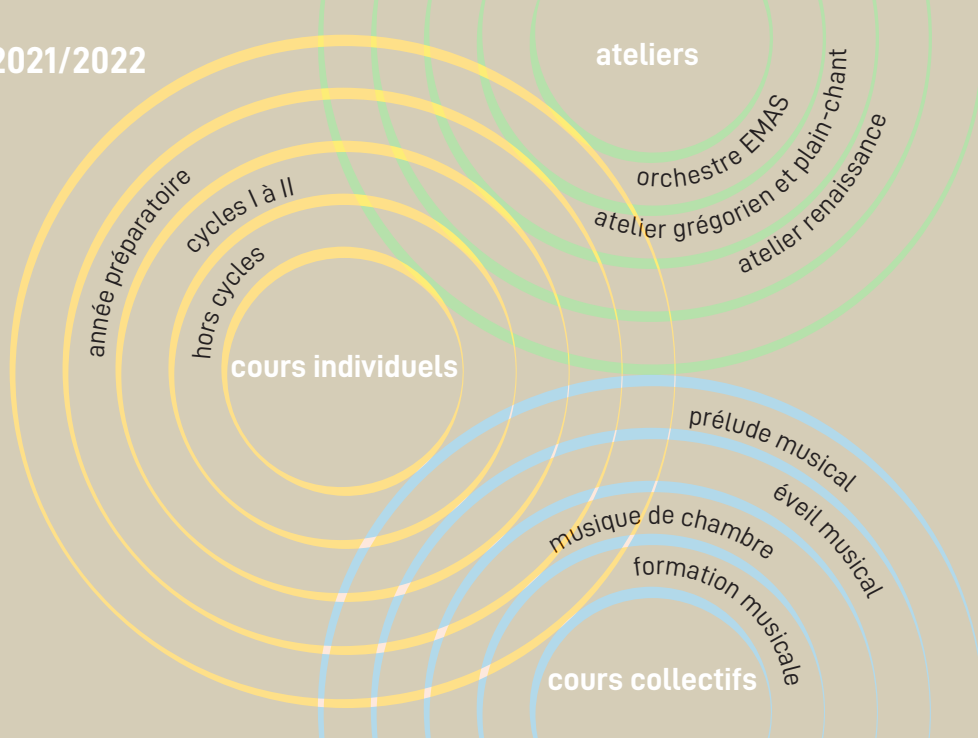 2021/2022
ateliers
orchestre EMAS
atelier grégorien et plain-chant
atelier renaissance
année préparatoire
cycles I à II
hors cycles
cours individuels
prélude musical
éveil musical
musique de chambre
formation musicale
cours collectifs